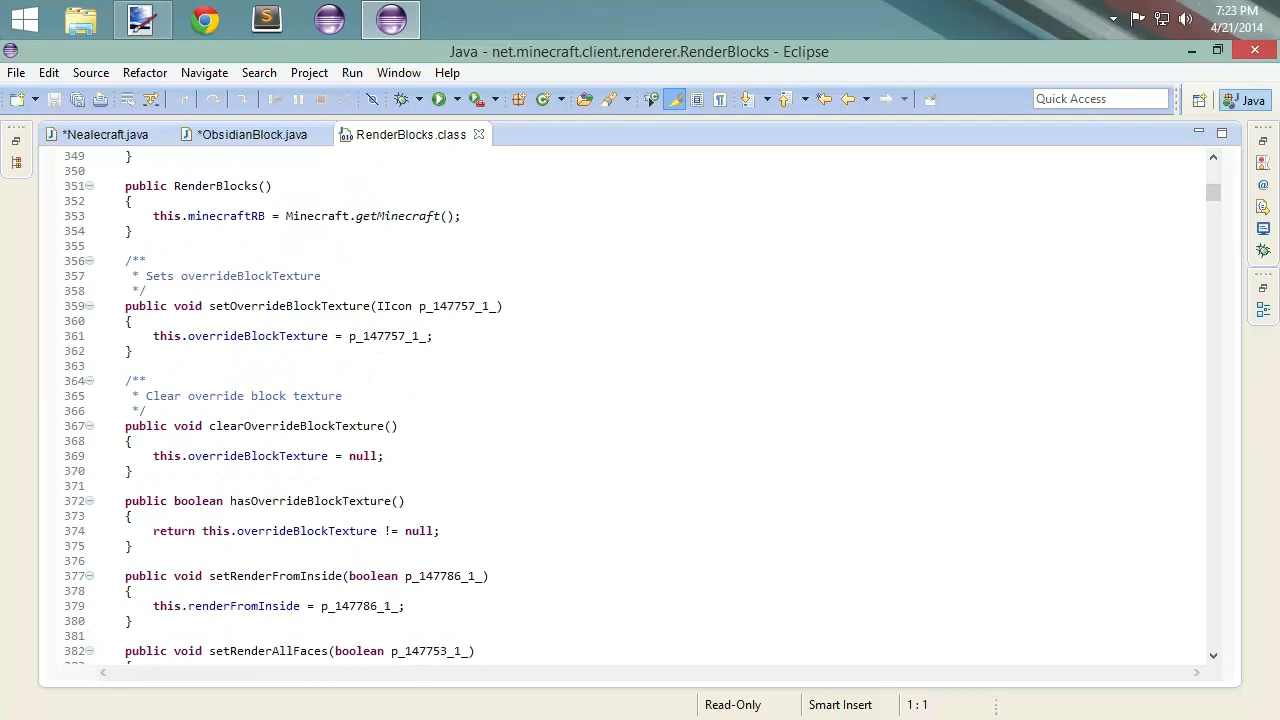 7:23 PM
4/21/2014
Java - net.minecraft.client.renderer.RenderBlocks - Eclipse
File Edit Source Refactor Navigate Search Project Run Window Help
Quick Access
Java
*Nealecraft.java *ObsidianBlock.java RenderBlocks.class
349 }
350
351 public RenderBlocks()
352 {
353 this.minecraftRB = Minecraft.getMinecraft();
354 }
355
356 /**
357 * Sets overrideBlockTexture
358 */
359 public void setOverrideBlockTexture(IIcon p_147757_1_)
360 {
361 this.overrideBlockTexture = p_147757_1_;
362 }
363
364 /**
365 * Clear override block texture
366 */
367 public void clearOverrideBlockTexture()
368 {
369 this.overrideBlockTexture = null;
370 }
371
372 public boolean hasOverrideBlockTexture()
373 {
374 return this.overrideBlockTexture != null;
375 }
376
377 public void setRenderFromInside(boolean p_147786_1_)
378 {
379 this.renderFromInside = p_147786_1_;
380 }
381
382 public void setRenderAllFaces(boolean p_147753_1_)
Read-Only Smart Insert 1 : 1